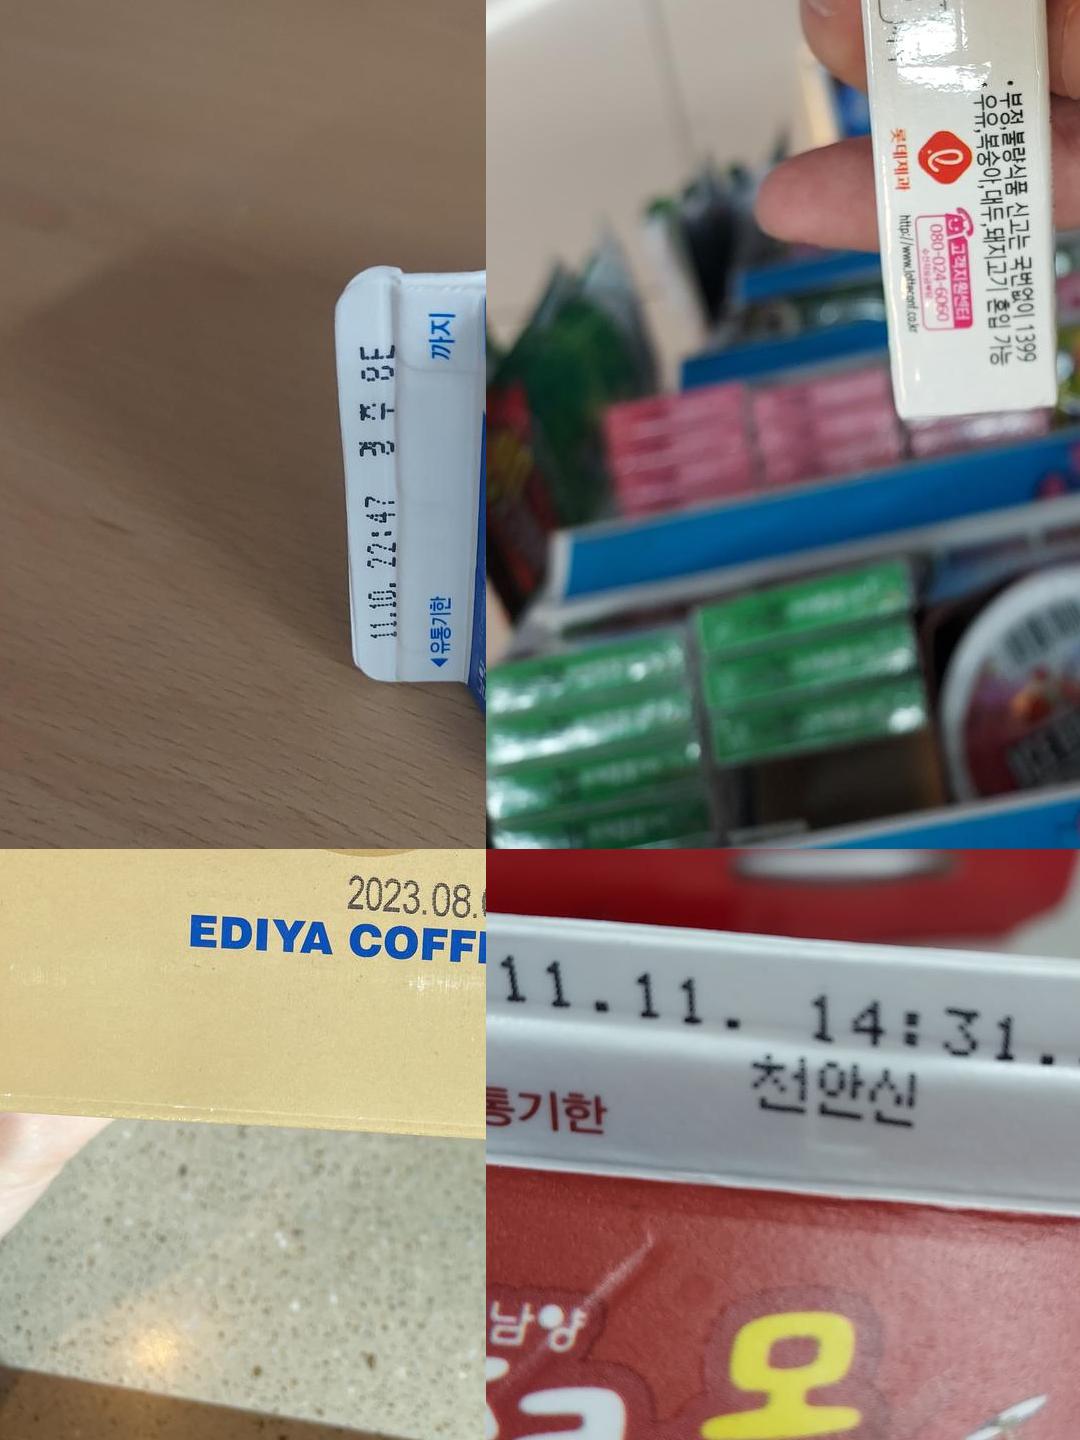 까지
11.10. 22:47
◀유통기한
• 부정,불량식품 신고는 국번없이 1399
* 우유,복숭아,대두,돼지고기 혼입 가능
롯데제과
고객지원센터
080-024-6060
http://www.lotteconf.co.kr
2023.08.
EDIYA COFF
11.11. 14:31.
천안신
통기한
남양
오